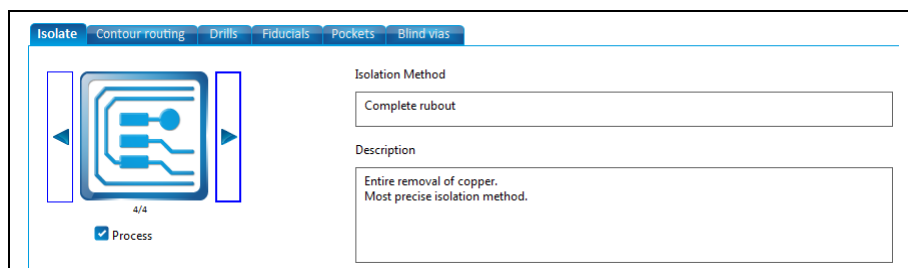 Isolate Contour routing Drills Fiducials Pockets Blind vias
Isolation Method
Complete rubout
Description
Entire removal of copper.
Most precise isolation method.
4/4
Process